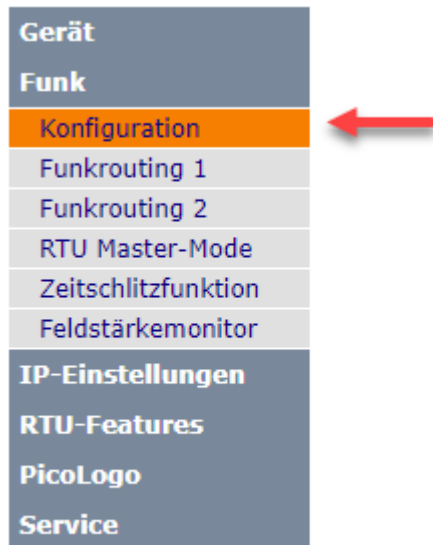 Gerät
Funk
Konfiguration
Funkrouting 1
Funkrouting 2
RTU Master-Mode
Zeitschlitzfunktion
Feldstärkemonitor
IP-Einstellungen
RTU-Features
PicoLogo
Service